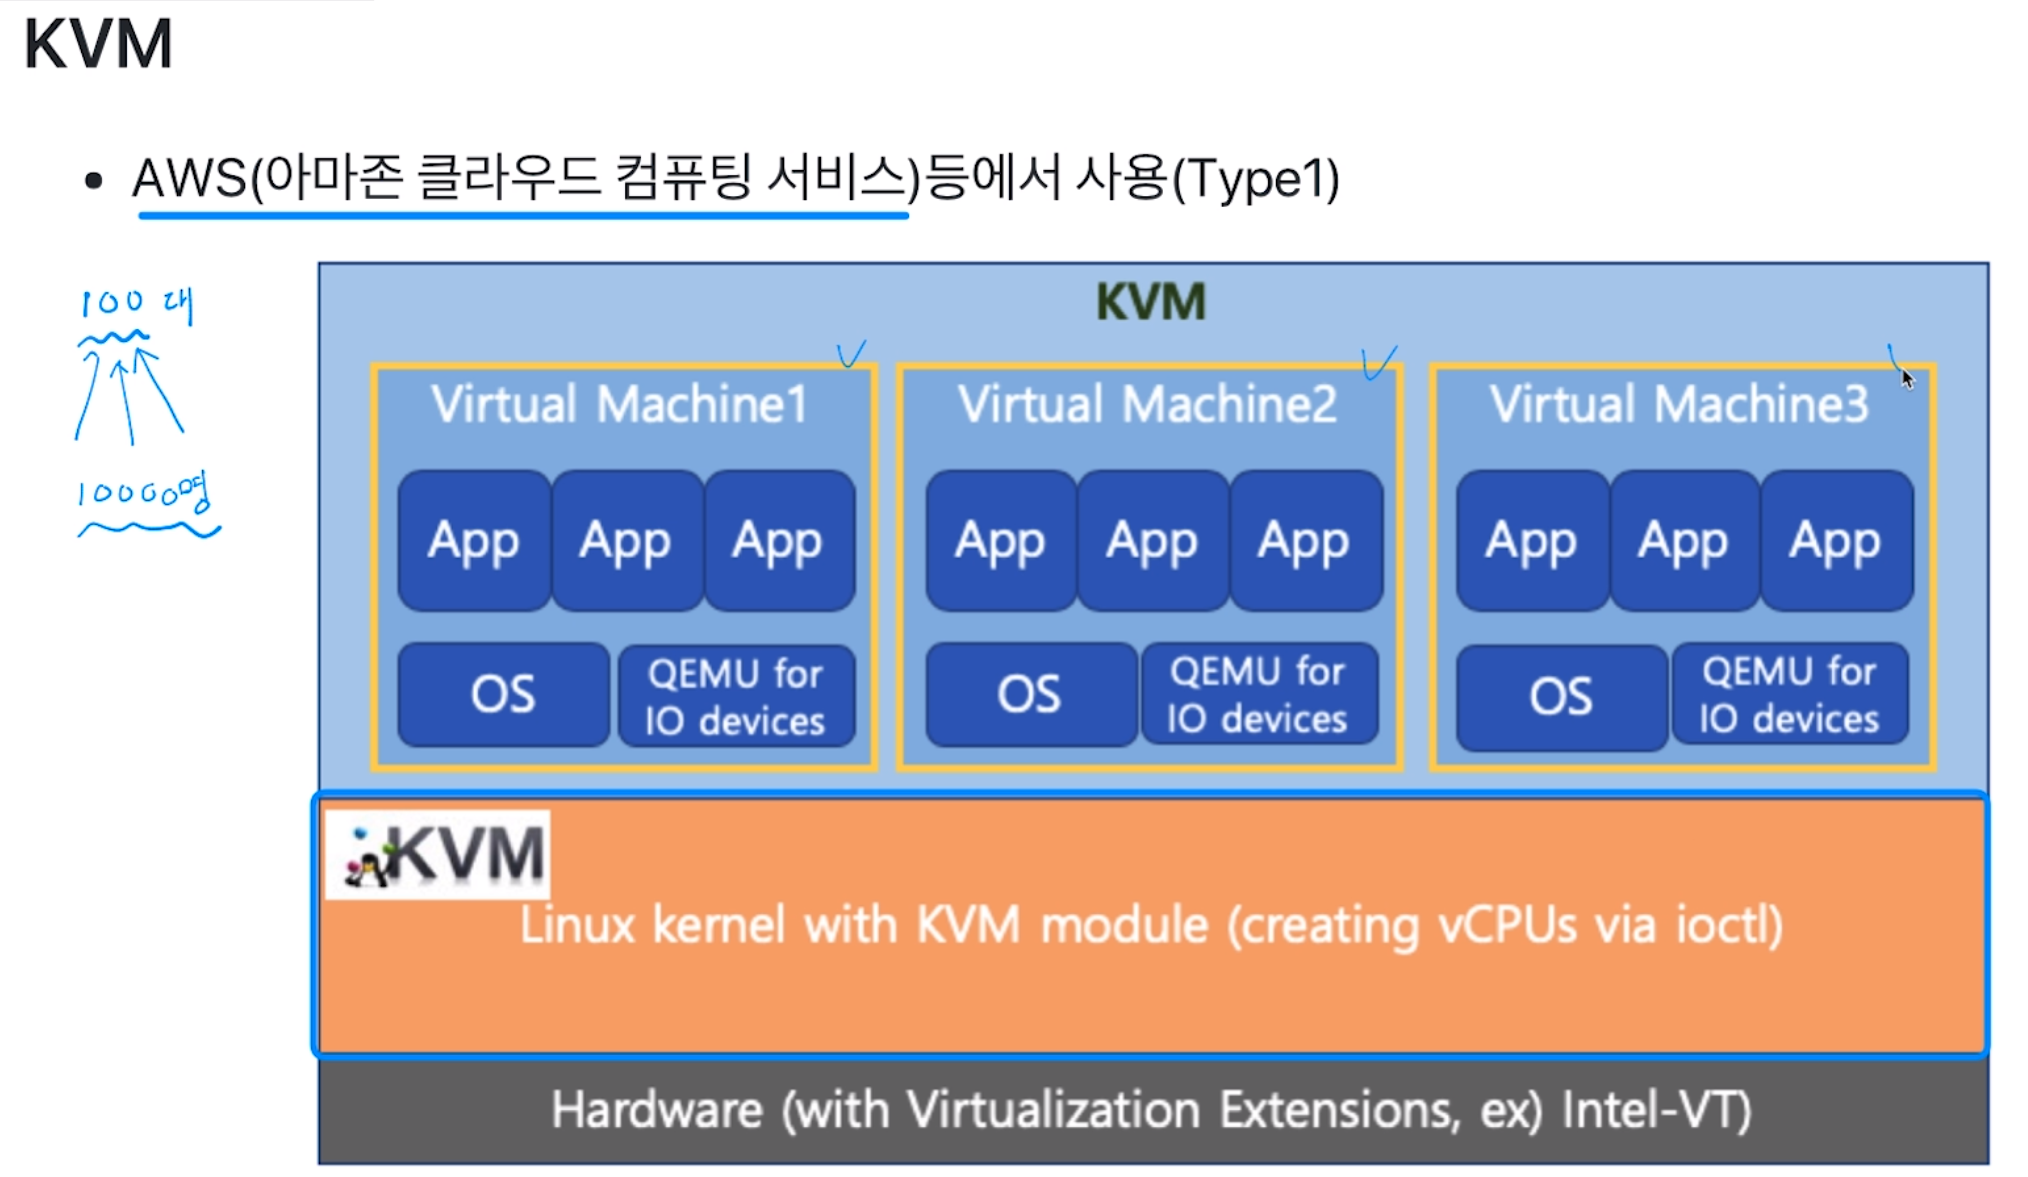 KVM
• AWS(아마존 클라우드 컴퓨팅 서비스)등에서 사용(Type1)
100 대
10000명
KVM
Virtual Machine1
App App App
OS
QEMU for
IO devices
Virtual Machine2
App App App
OS
QEMU for
IO devices
Virtual Machine3
App App App
OS
QEMU for
IO devices
KVM
Linux kernel with KVM module (creating vCPUs via ioctl)
Hardware (with Virtualization Extensions, ex) Intel-VT)